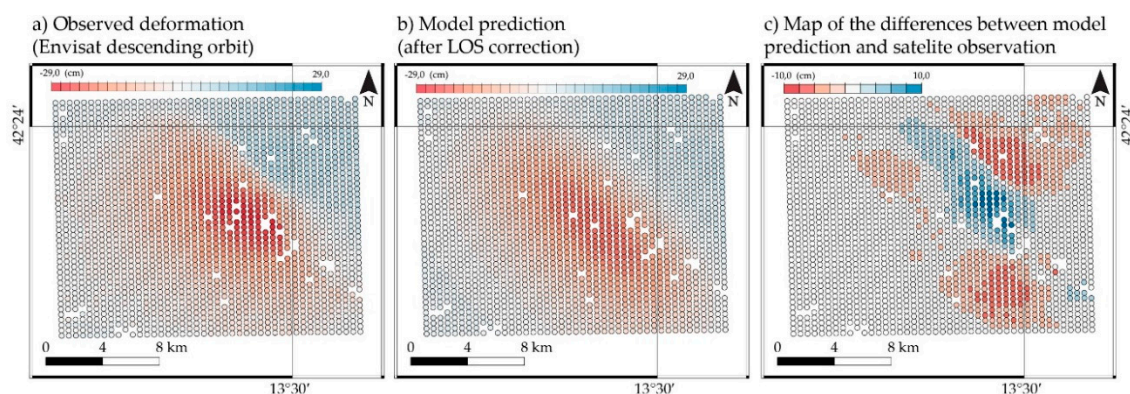 a) Observed deformation
(Envisat descending orbit)
-29,0 (cm) 29,0
N
42°24′
0 4 8 km
13°30′
b) Model prediction
(after LOS correction)
-29,0 (cm) 29,0
N
0 4 8 km
13°30′
c) Map of the differences between model
prediction and satelite observation
-10,0 (cm) 10,0
N
42°24′
0 4 8 km
13°30′